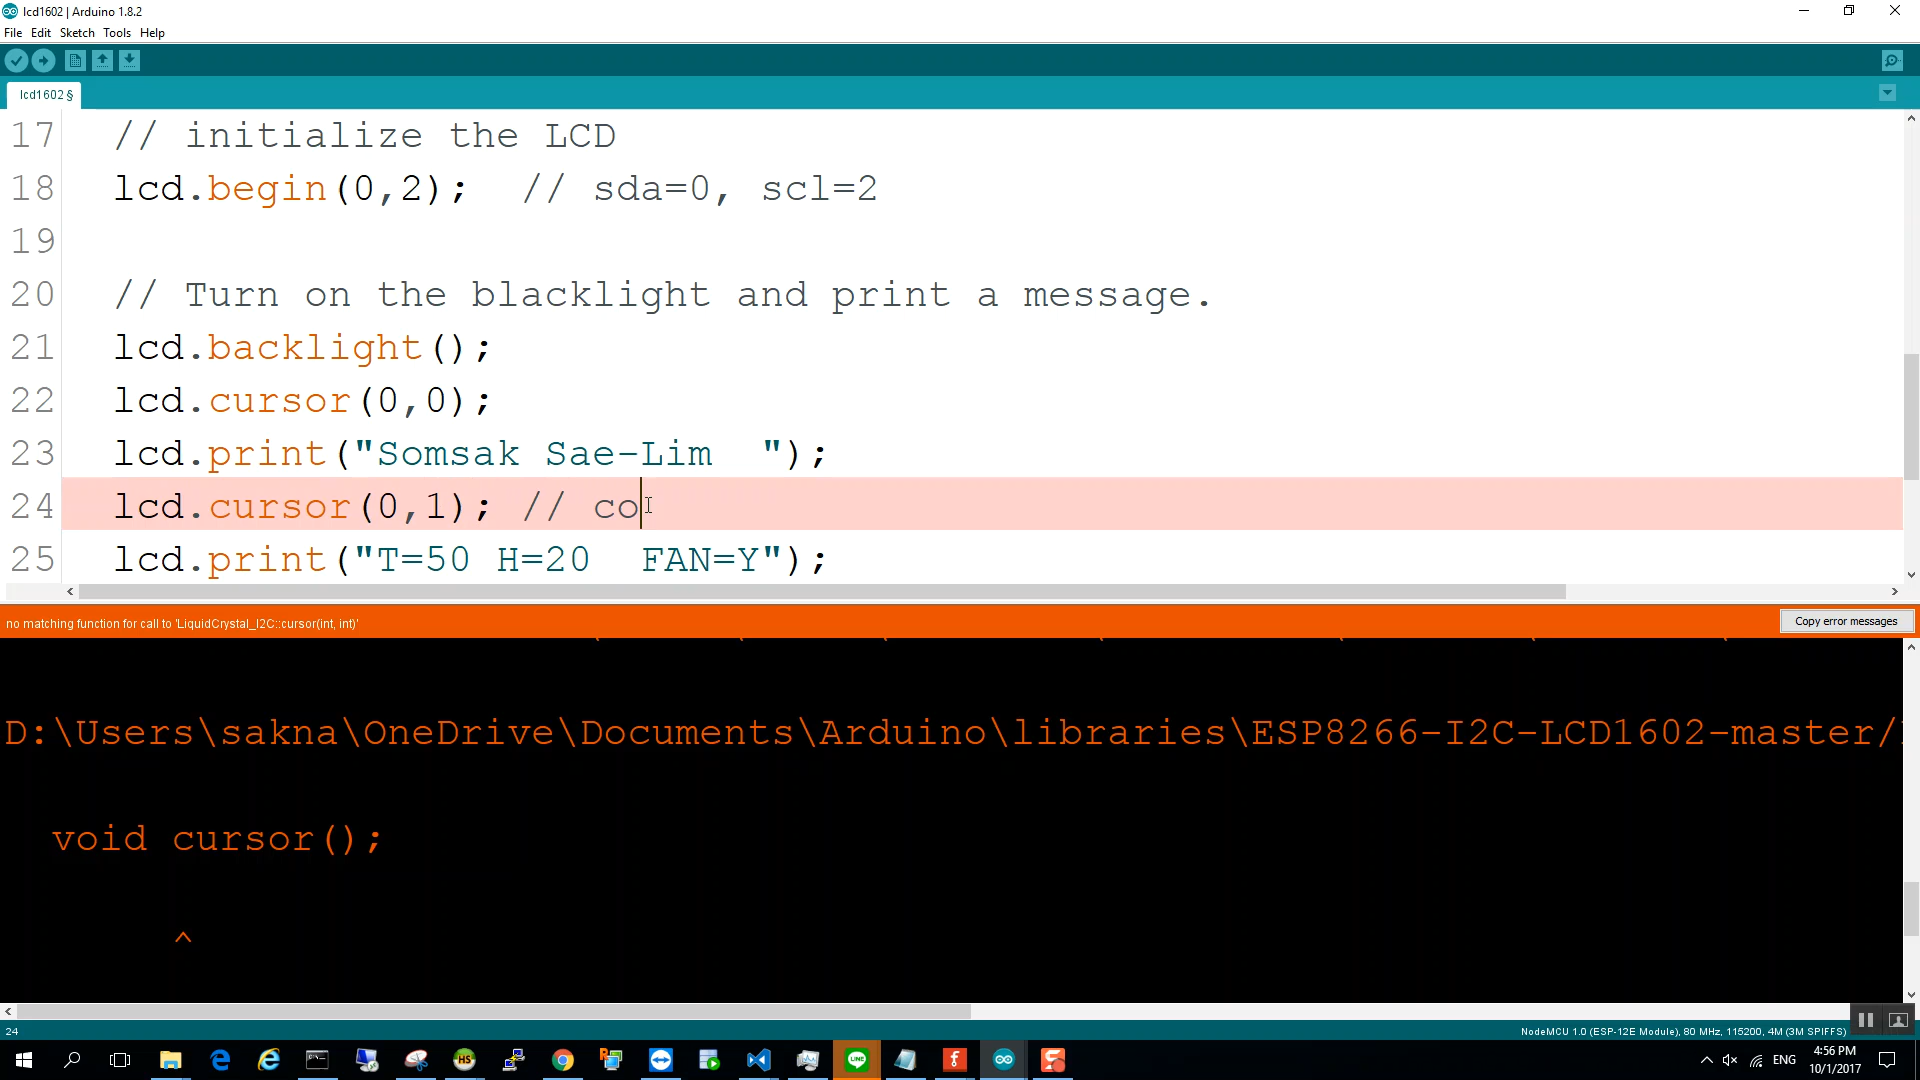 lcd1602 | Arduino 1.8.2
File Edit Sketch Tools Help
lcd1602 §
17 // initialize the LCD
18 lcd.begin(0,2); // sda=0, scl=2
19
20 // Turn on the blacklight and print a message.
21 lcd.backlight();
22 lcd.cursor(0,0);
23 lcd.print("Somsak Sae-Lim  ");
24 lcd.cursor(0,1); // co
25 lcd.print("T=50 H=20  FAN=Y");
no matching function for call to 'LiquidCrystal_I2C::cursor(int, int)'
Copy error messages
D:\Users\sakna\OneDrive\Documents\Arduino\libraries\ESP8266-I2C-LCD1602-master/
void cursor();
^
24
NodeMCU 1.0 (ESP-12E Module), 80 MHz, 115200, 4M (3M SPIFFS)
HS
LINE
ENG
4:56 PM
10/1/2017